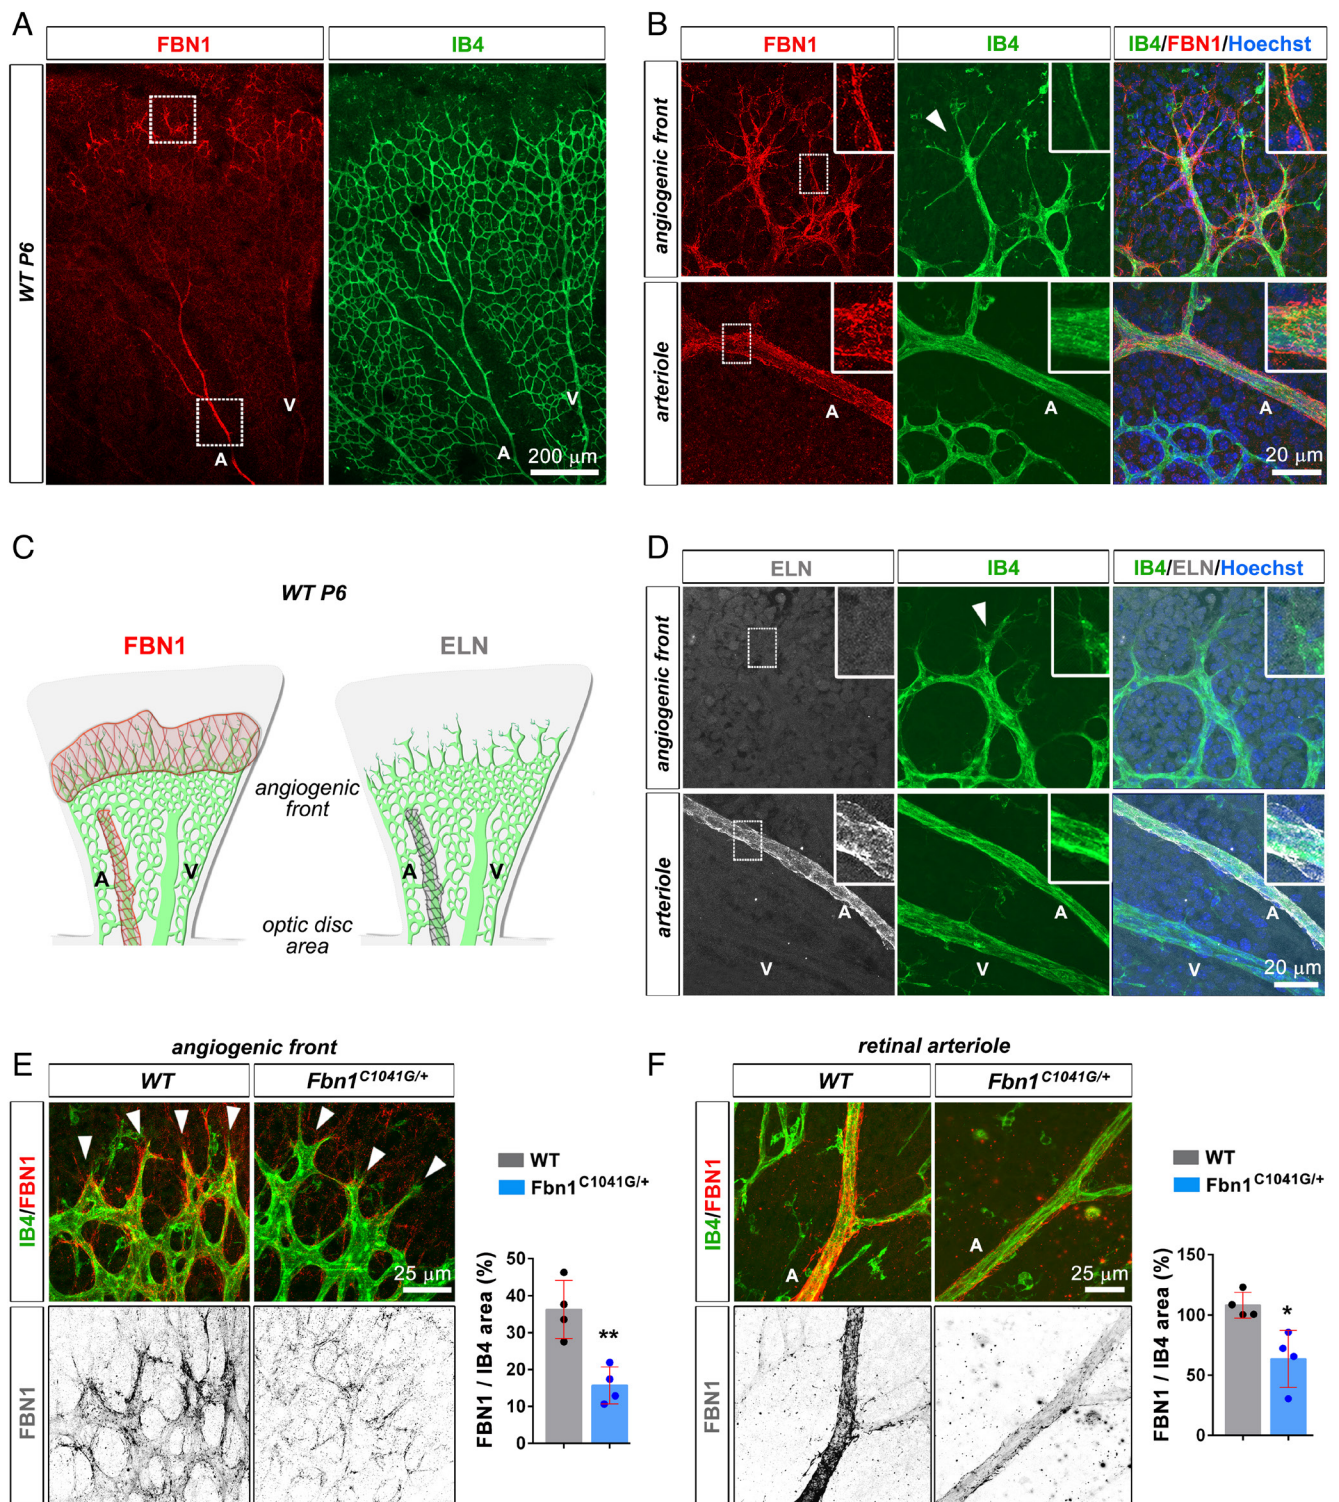 A
FBN1
IB4
WT P6
V
A
V
A
200 µm
B
FBN1
IB4
IB4/FBN1/Hoechst
angiogenic front
arteriole
A
A
A
20 µm
C
WT P6
FBN1
ELN
angiogenic
front
A
V
A
V
optic disc
area
D
ELN
IB4
IB4/ELN/Hoechst
angiogenic front
arteriole
A
V
A
V
A
V
20 µm
E
angiogenic front
WT
Fbn1C1041G/+
IB4/FBN1
25 µm
FBN1
WT
Fbn1C1041G/+
FBN1 / IB4 area (%)
50
40
30
20
10
0
**
F
retinal arteriole
WT
Fbn1C1041G/+
IB4/FBN1
A
A
25 µm
FBN1
WT
Fbn1C1041G/+
FBN1 / IB4 area (%)
150
100
50
0
*